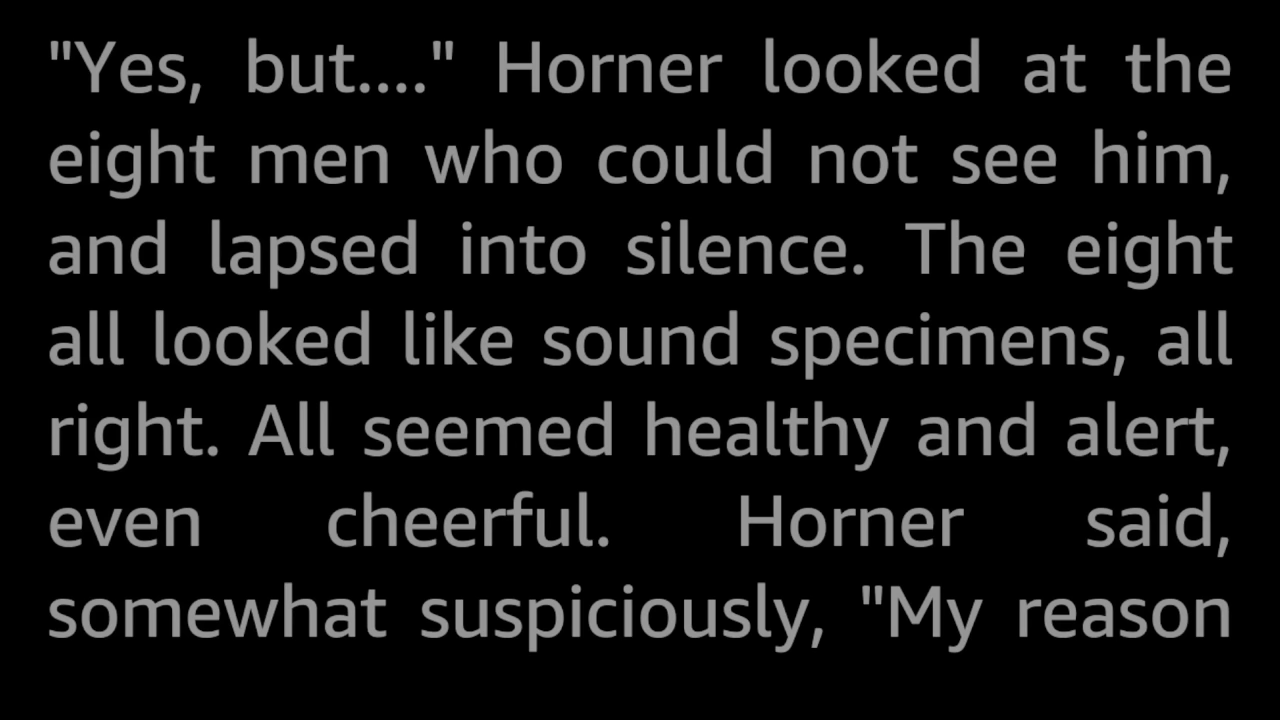 "Yes, but...." Horner looked at the
eight men who could not see him,
and lapsed into silence. The eight
all looked like sound specimens, all
right. All seemed healthy and alert,
even cheerful. Horner said,
somewhat suspiciously, "My reason